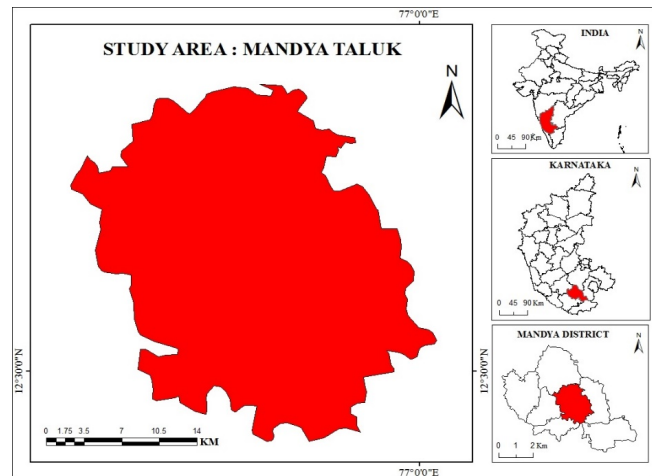 77°0'0"E
STUDY AREA : MANDYA TALUK
N
12°30'0"N
12°30'0"N
0 1.75 3.5 7 10.5 14
KM
77°0'0"E
INDIA
N
0 45 90 Km
KARNATAKA
N
0 45 90 Km
MANDYA DISTRICT
N
0 1 2 Km